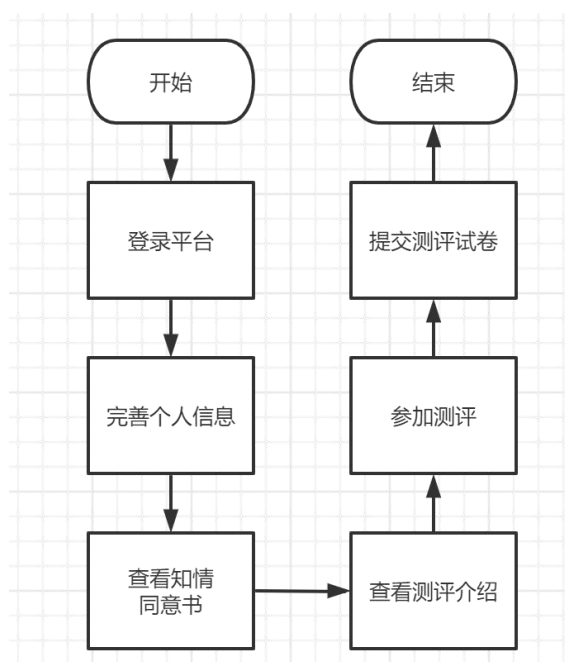 开始
登录平台
完善个人信息
查看知情
同意书
查看测评介绍
参加测评
提交测评试卷
结束